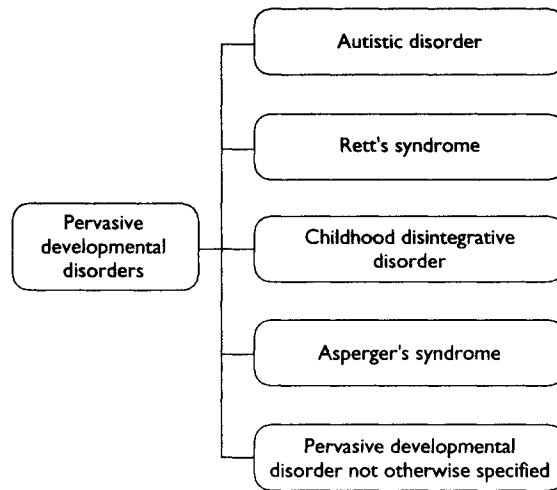 Autistic disorder
Rett's syndrome
Pervasive
developmental
disorders
Childhood disintegrative
disorder
Asperger's syndrome
Pervasive developmental
disorder not otherwise specified